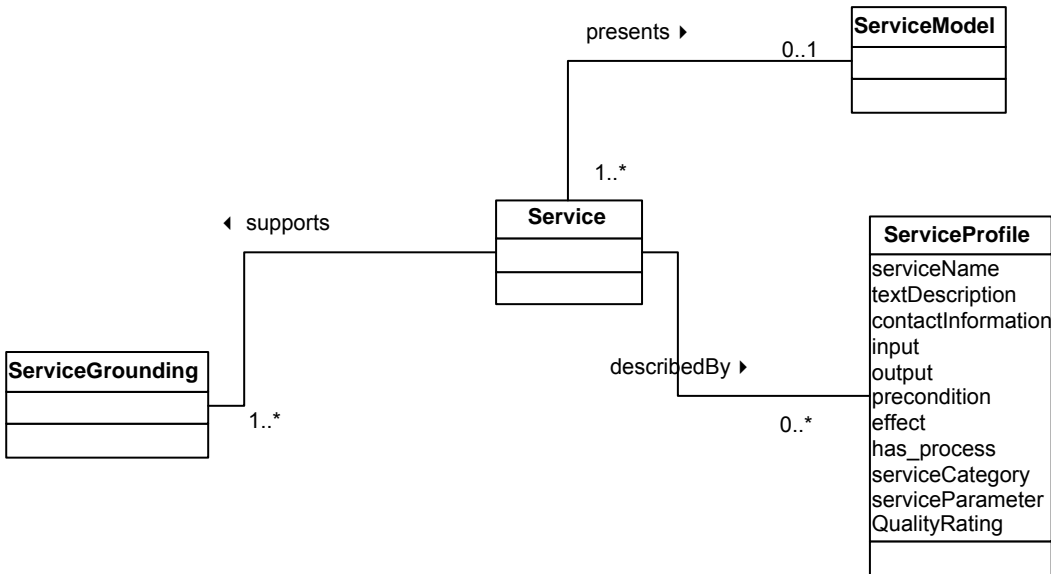 presents ▶
ServiceModel
0..1
1..*
Service
◀ supports
ServiceProfile
serviceName
textDescription
contactInformation
input
output
precondition
effect
has_process
serviceCategory
serviceParameter
QualityRating
ServiceGrounding
describedBy ▶
1..*
0..*